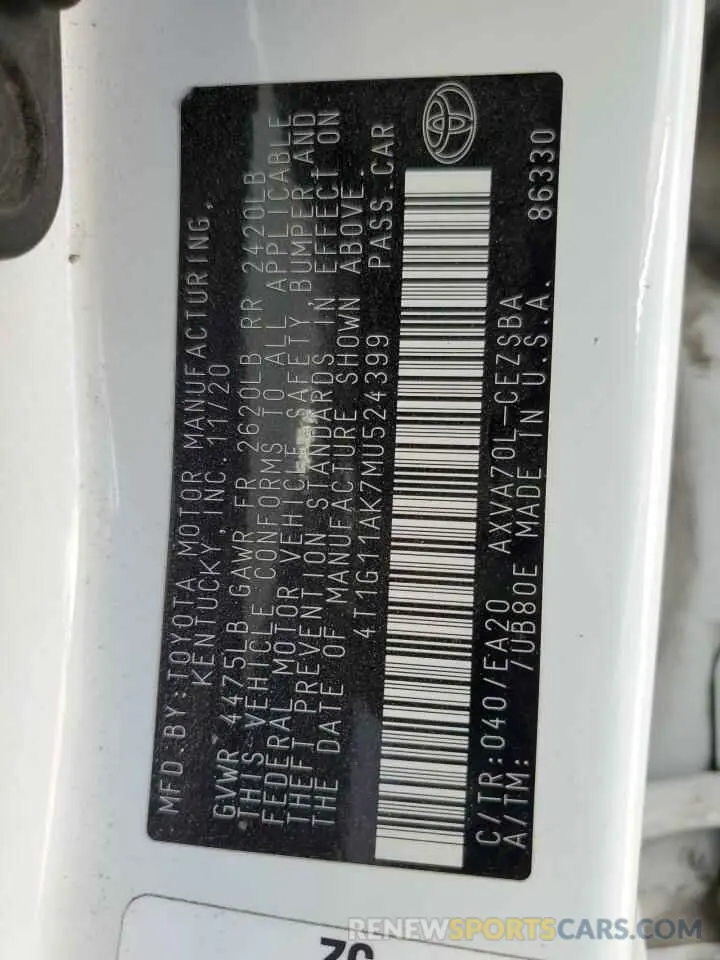 MFD.BY:TOYOTA MOTOR MANUFACTURING,
KENTUCKY, INC. 11/20
GVWR 4475LB GAWR FR 2620LB RR 2420LB
THIS VEHICLE CONFORMS TO ALL APPLICABLE
FEDERAL MOTOR VEHICLE SAFETY, BUMPER, AND
THEFT PREVENTION STANDARDS IN EFFECT ON
THE DATE OF MANUFACTURE SHOWN ABOVE.
4T1G11AK7MU524399 PASS.CAR
C/TR:040/EA20 AXVA70L-CEZSBA 86330
A/TM: /UB80E MADE IN U.S.A.
RENEWSPORTSCARS.COM